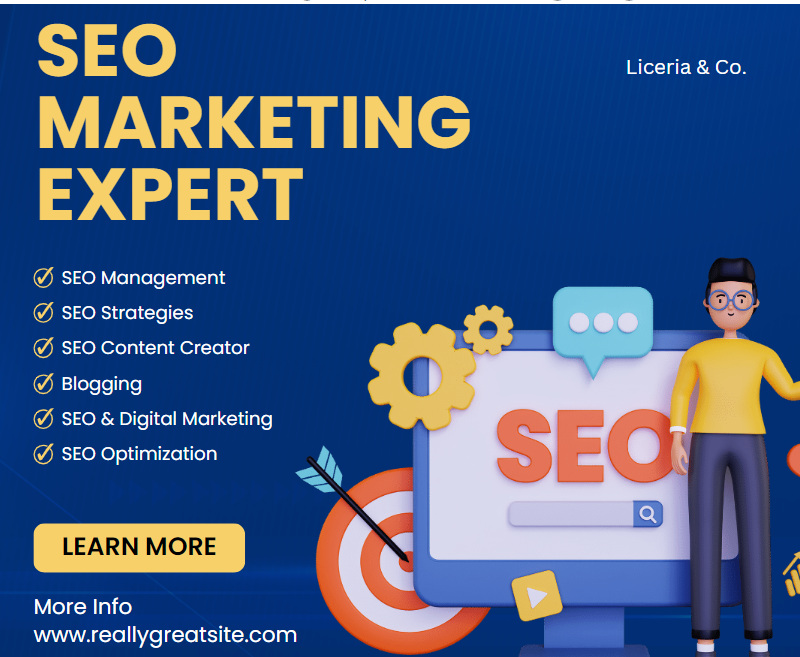 SEO
MARKETING
EXPERT
Liceria & Co.
SEO Management
SEO Strategies
SEO Content Creator
Blogging
SEO & Digital Marketing
SEO Optimization
SEO
LEARN MORE
More Info
www.reallygreatsite.com